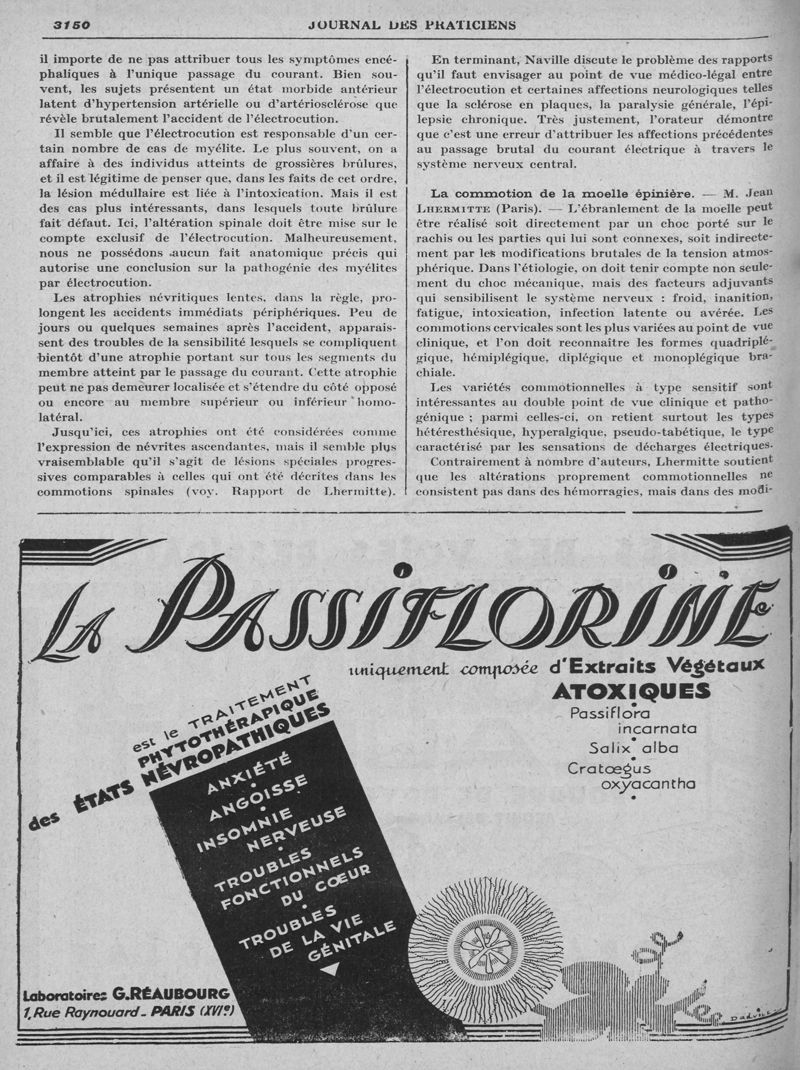 3150
JOURNAL DES PRATICIENS
il importe de ne pas attribuer tous les symptômes encé-
phaliques à l'unique passage du courant. Bien sou-
vent, les sujets présentent un état morbide antérieur
latent d'hypertension artérielle ou d'artériosclérose que
révèle brutalement l'accident de l'électrocution.
Il semble que l'électrocution est responsable d'un cer-
tain nombre de cas de myélite. Le plus souvent, on a
affaire à des individus atteints de grossières brûlures,
et il est légitime de penser que, dans les faits de cet ordre,
la lésion médullaire est liée à l'intoxication. Mais il est
des cas plus intéressants, dans lesquels toute brûlure
fait défaut. Ici, l'altération spinale doit être mise sur le
compte exclusif de l'électrocution. Malheureusement,
nous ne possédons aucun fait anatomique précis qui
autorise une conclusion sur la pathogénie des myélites
par électrocution.
Les atrophies névritiques lentes, dans la règle, pro-
longent les accidents immédiats périphériques. Peu de
jours ou quelques semaines après l'accident, apparais-
sent des troubles de la sensibilité lesquels se compliquent
bientôt d'une atrophie portant sur tous les segments du
membre atteint par le passage du courant. Cette atrophie
peut ne pas demeurer localisée et s'étendre du côté opposé
ou encore au membre supérieur ou inférieur homo-
latéral.
Jusqu'ici, ces atrophies ont été considérées comme
l'expression de névrites ascendantes, mais il semble plus
vraisemblable qu'il s'agit de lésions spéciales progres-
sives comparables à celles qui ont été décrites dans les
commotions spinales (voy. Rapport de Lhermitte).
En terminant, Naville discute le problème des rapports
qu'il faut envisager au point de vue médico-légal entre
l'électrocution et certaines affections neurologiques telles
que la sclérose en plaques, la paralysie générale, l'épi-
lepsie chronique. Très justement, l'orateur démontre
que c'est une erreur d'attribuer les affections précédentes
au passage brutal du courant électrique à travers le
système nerveux central.
La commotion de la moelle épinière. — M. Jean
LHERMITTE (Paris). — L'ébranlement de la moelle peut
être réalisé soit directement par un choc porté sur le
rachis ou les parties qui lui sont connexes, soit indirecte-
ment par les modifications brutales de la tension atmos-
phérique. Dans l'étiologie, on doit tenir compte non seule-
ment du choc mécanique, mais des facteurs adjuvants
qui sensibilisent le système nerveux : froid, inanition,
fatigue, intoxication, infection latente ou avérée. Les
commotions cervicales sont les plus variées au point de vue
clinique, et l'on doit reconnaître les formes quadriplé-
gique, hémiplégique, diplégique et monoplégique bra-
chiale.
Les variétés commotionnelles à type sensitif sont
intéressantes au double point de vue clinique et patho-
génique ; parmi celles-ci, on retient surtout les types
hétéresthésique, hyperalgique, pseudo-tabétique, le type
caractérisé par les sensations de décharges électriques.
Contrairement à nombre d'auteurs, Lhermitte soutient
que les altérations proprement commotionnelles ne
consistent pas dans des hémorragies, mais dans des modi-
LA PASSIFLORINE
uniquement composée d'Extraits Végétaux
ATOXIQUES
Passiflora
incarnata
Salix alba
Cratœgus
oxyacantha
est le TRAITEMENT
PHYTOTHÉRAPIQUE
des ÉTATS NÉVROPATHIQUES
ANXIÉTÉ
ANGOISSE
INSOMNIE
NERVEUSE
TROUBLES
FONCTIONNELS
DU CŒUR
TROUBLES
DE LA VIE
GÉNITALE
Laboratoires G.RÉAUBOURG
1, Rue Raynouard _ PARIS (XVIe)